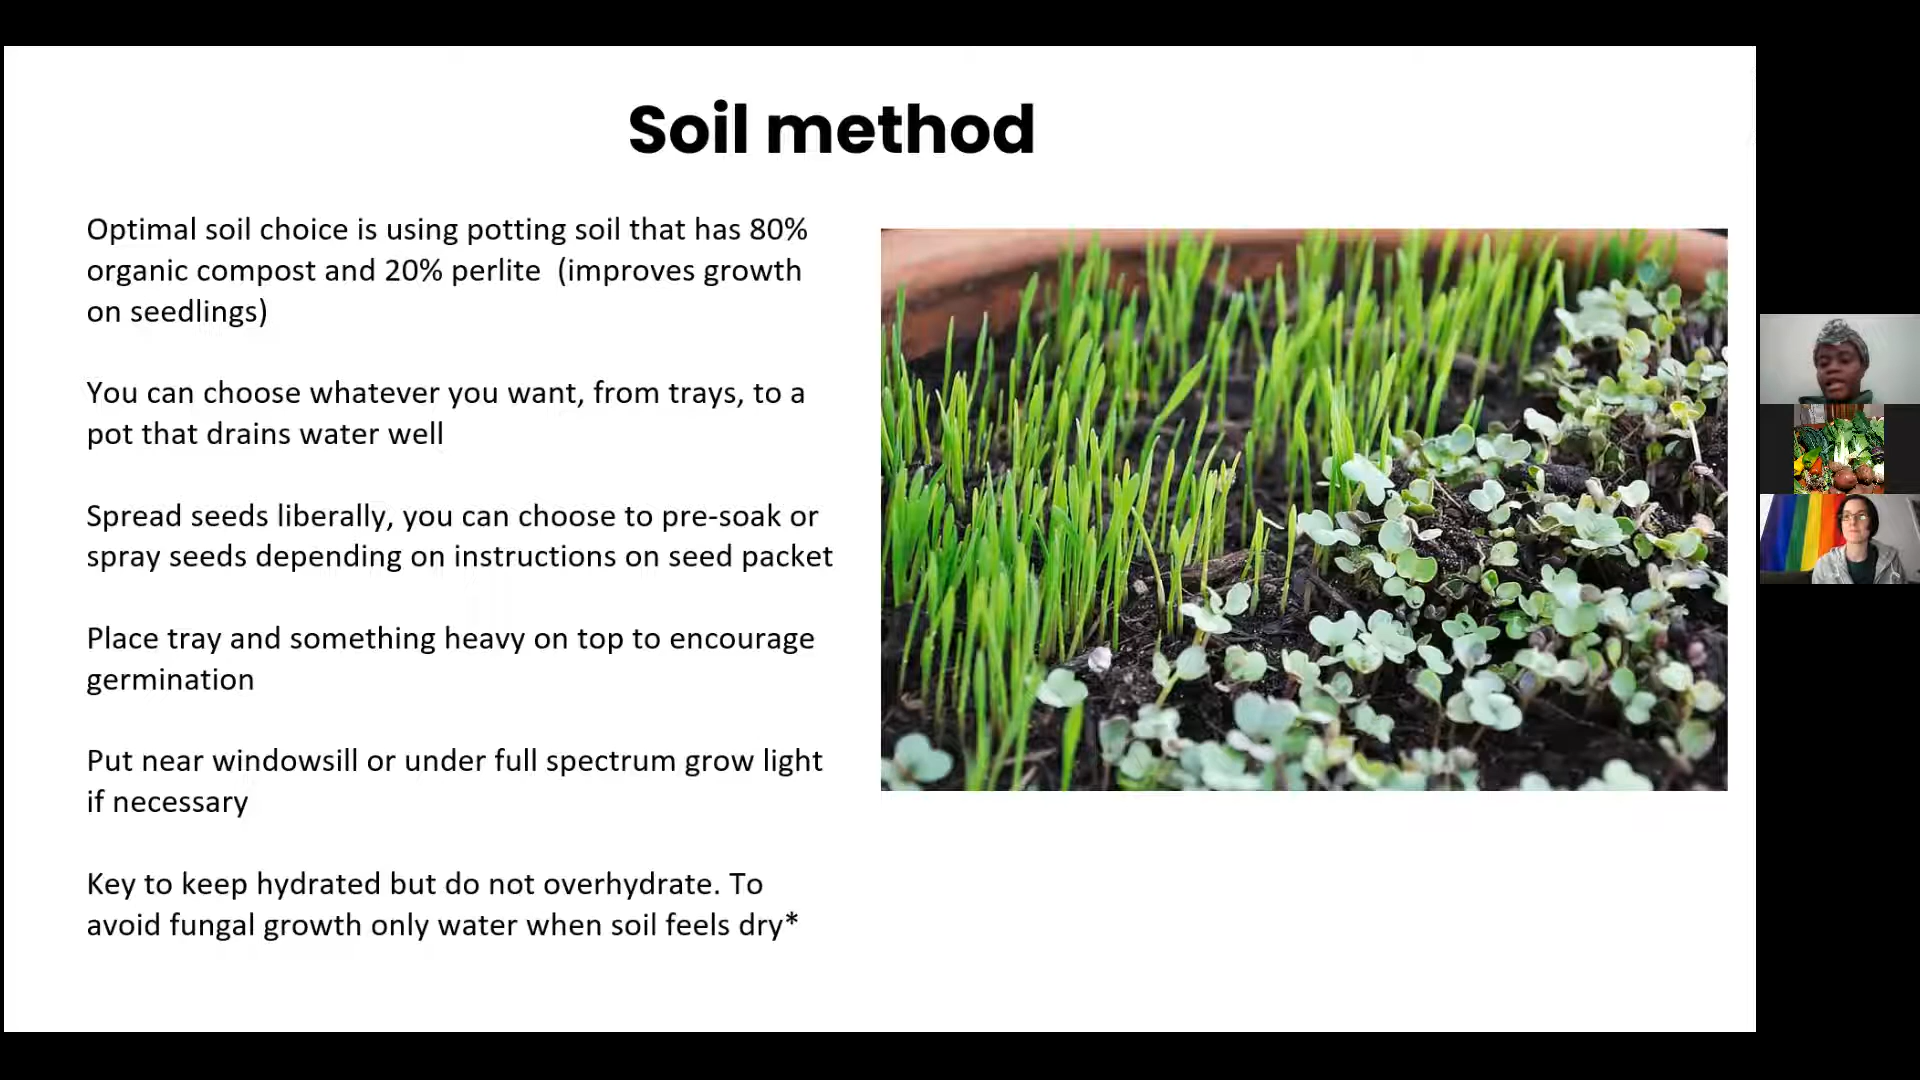 Soil method
Optimal soil choice is using potting soil that has 80%
organic compost and 20% perlite  (improves growth
on seedlings)
You can choose whatever you want, from trays, to a
pot that drains water well
Spread seeds liberally, you can choose to pre-soak or
spray seeds depending on instructions on seed packet
Place tray and something heavy on top to encourage
germination
Put near windowsill or under full spectrum grow light
if necessary
Key to keep hydrated but do not overhydrate. To
avoid fungal growth only water when soil feels dry*